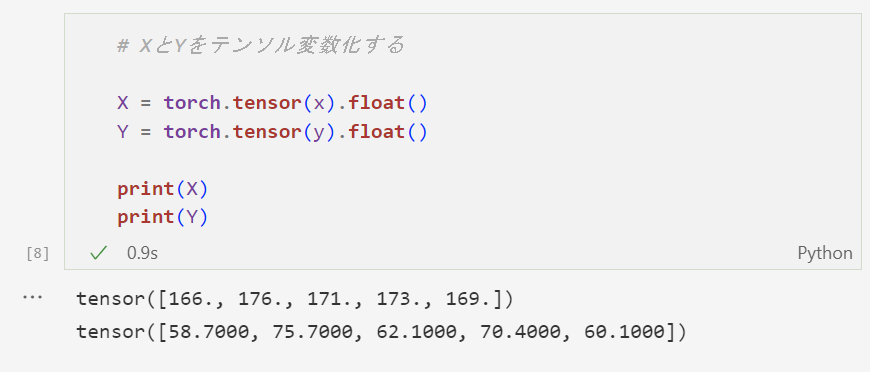 # XとYをテンソル変数化する
X = torch.tensor(x).float()
Y = torch.tensor(y).float()
print(X)
print(Y)
[8] 0.9s Python
... tensor([166., 176., 171., 173., 169.])
tensor([58.7000, 75.7000, 62.1000, 70.4000, 60.1000])